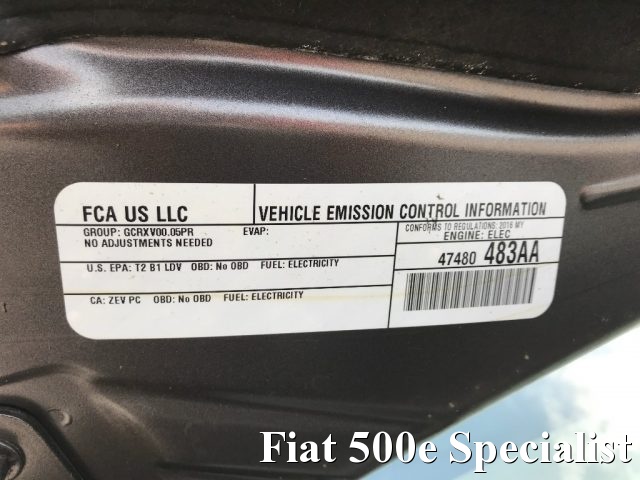 FCA US LLC
VEHICLE EMISSION CONTROL INFORMATION
GROUP: GCRXV00.05PR EVAP:
NO ADJUSTMENTS NEEDED
CONFORMS TO REGULATIONS: 2016 MY
ENGINE: ELEC
U.S. EPA: T2 B1 LDV OBD: No OBD FUEL: ELECTRICITY
47480 483AA
CA: ZEV PC OBD: No OBD FUEL: ELECTRICITY
Fiat 500e Specialist